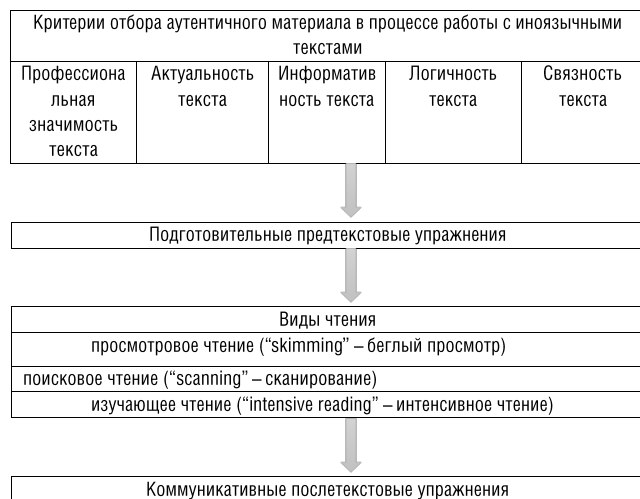 Критерии отбора аутентичного материала в процессе работы с иноязычными
текстами
Профессиона
льная
значимость
текста
Актуальность
текста
Информатив
ность текста
Логичность
текста
Связность
текста
Подготовительные предтекстовые упражнения
Виды чтения
просмотровое чтение (“skimming” – беглый просмотр)
поисковое чтение (“scanning” – сканирование)
изучающее чтение (“intensive reading” – интенсивное чтение)
Коммуникативные послетекстовые упражнения